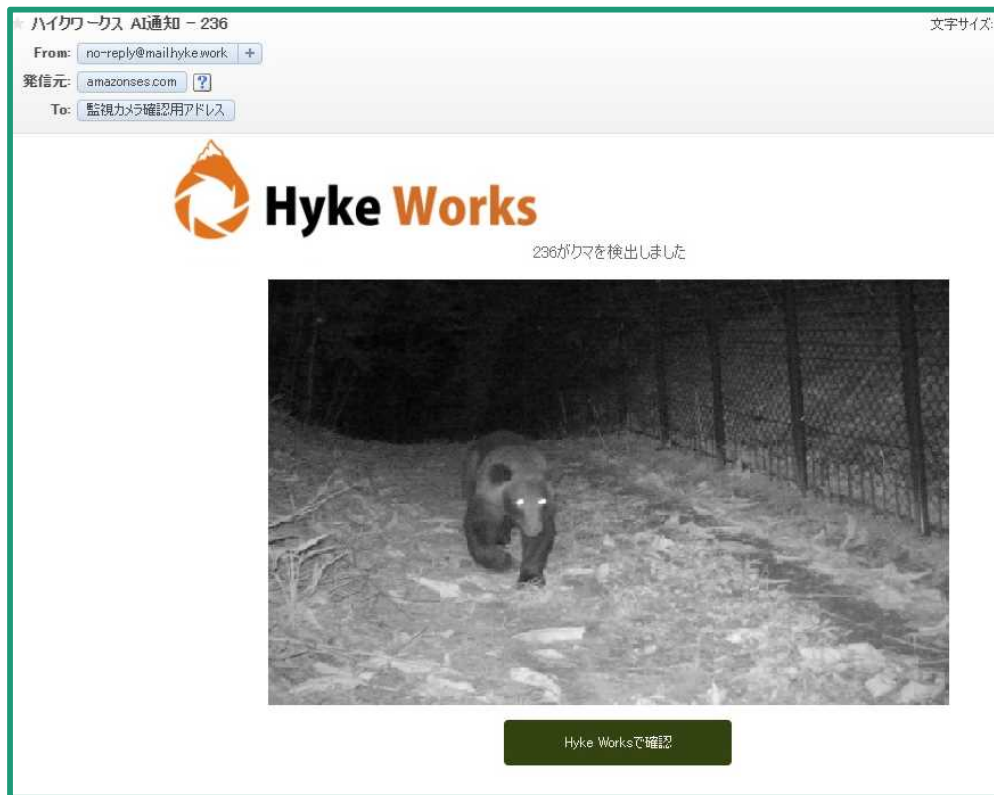 ハイクワークス AI通知 - 236
文字サイズ:
From: no-reply@mail.hyke.work +
発信元: amazonses.com ?
To: 監視カメラ確認用アドレス
Hyke Works
236がクマを検出しました
Hyke Worksで確認